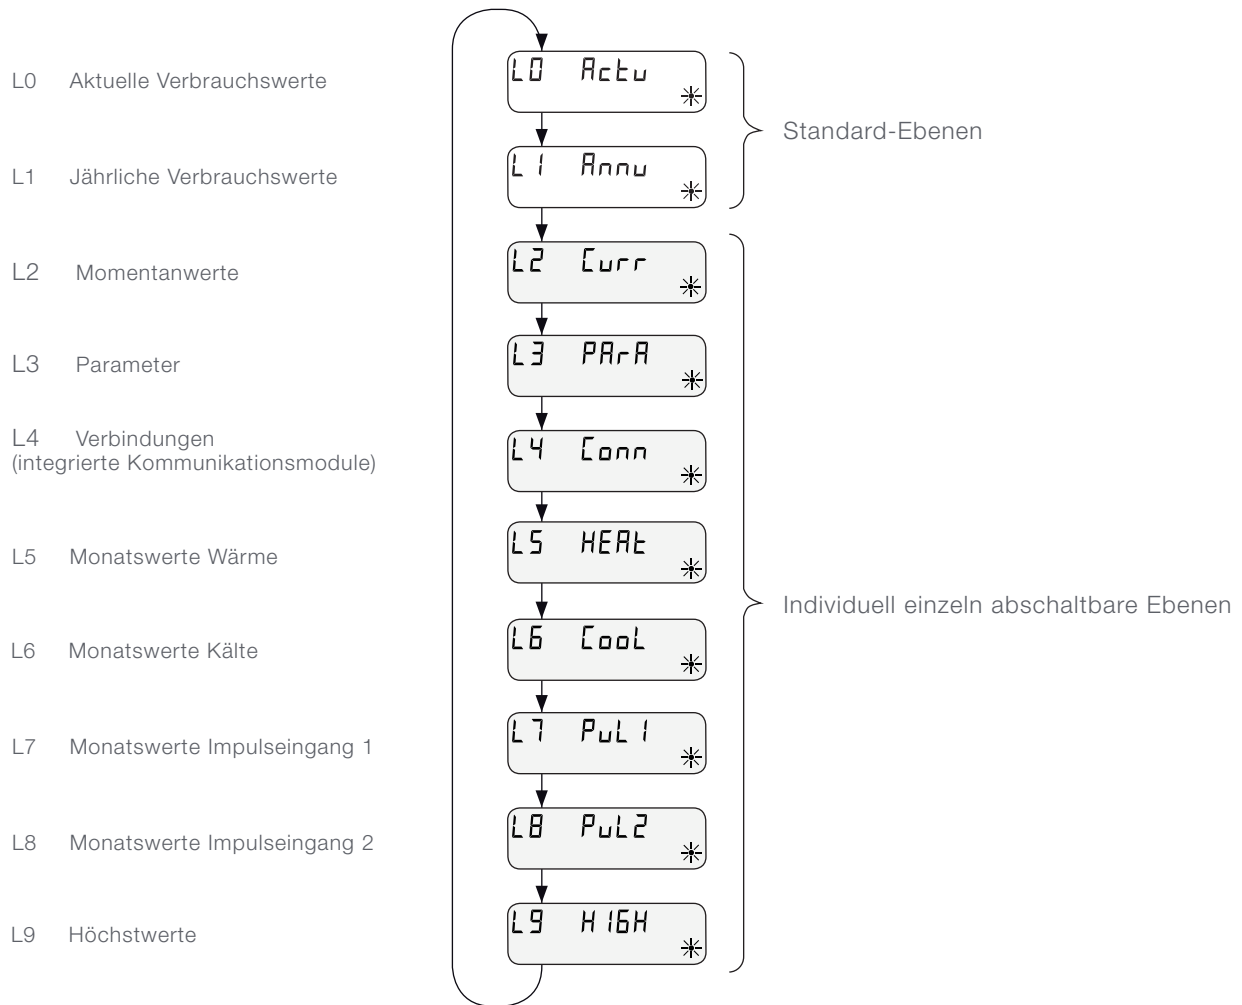 L0 Aktuelle Verbrauchswerte
L0 Actu
Standard-Ebenen
L1 Jährliche Verbrauchswerte
L1 Annu
L2 Momentanwerte
L2 Curr
L3 Parameter
L3 PArA
L4 Verbindungen
(integrierte Kommunikationsmodule)
L4 Conn
L5 Monatswerte Wärme
L5 HEAt
Individuell einzeln abschaltbare Ebenen
L6 Monatswerte Kälte
L6 CooL
L7 Monatswerte Impulseingang 1
L7 PuL1
L8 Monatswerte Impulseingang 2
L8 PuL2
L9 Höchstwerte
L9 HIGH